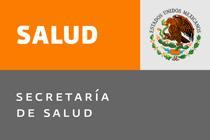 SALUD
ESTADOS UNIDOS MEXICANOS
SECRETARÍA
DE SALUD